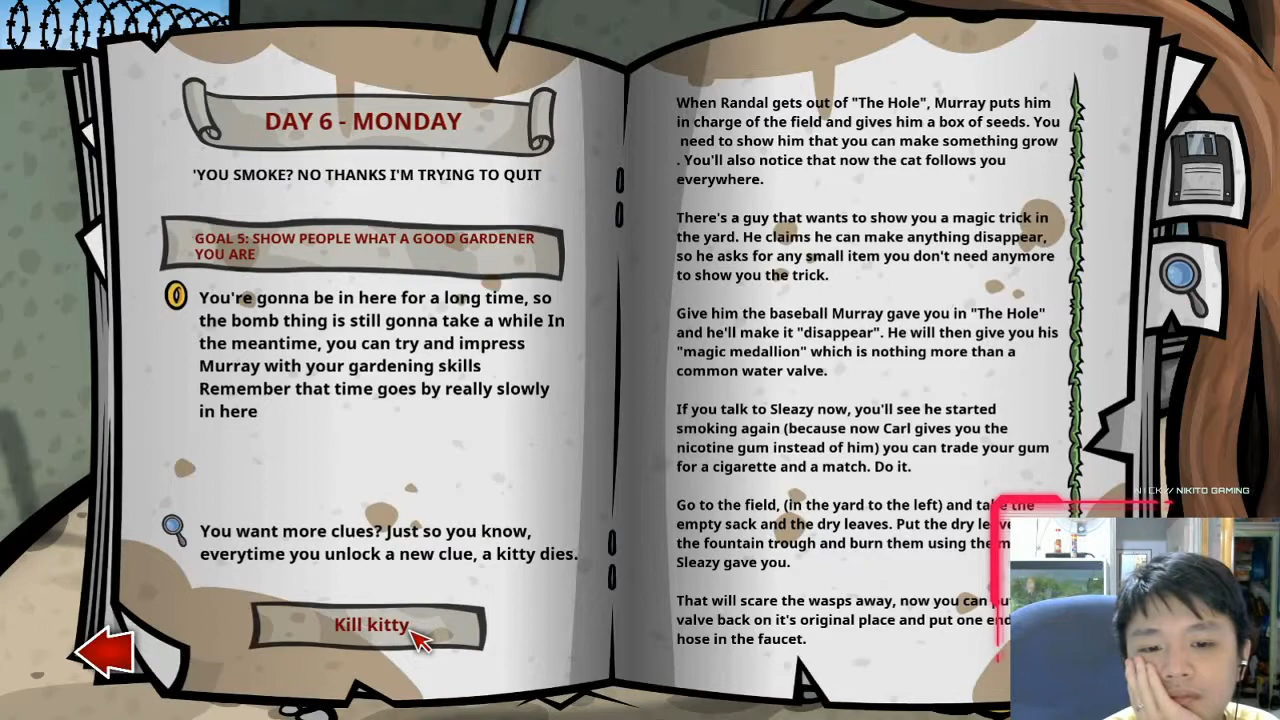 DAY 6 - MONDAY
'YOU SMOKE? NO THANKS I'M TRYING TO QUIT
GOAL 5: SHOW PEOPLE WHAT A GOOD GARDENER
YOU ARE
You're gonna be in here for a long time, so
the bomb thing is still gonna take a while In
the meantime, you can try and impress
Murray with your gardening skills
Remember that time goes by really slowly
in here
You want more clues? Just so you know,
everytime you unlock a new clue, a kitty dies.
Kill kitty
When Randal gets out of "The Hole", Murray puts him
in charge of the field and gives him a box of seeds. You
need to show him that you can make something grow
. You'll also notice that now the cat follows you
everywhere.
There's a guy that wants to show you a magic trick in
the yard. He claims he can make anything disappear,
so he asks for any small item you don't need anymore
to show you the trick.
Give him the baseball Murray gave you in "The Hole"
and he'll make it "disappear". He will then give you his
"magic medallion" which is nothing more than a
common water valve.
If you talk to Sleazy now, you'll see he started
smoking again (because now Carl gives you the
nicotine gum instead of him) you can trade your gum
for a cigarette and a match. Do it.
Go to the field, (in the yard to the left) and take the
empty sack and the dry leaves. Put the dry
the fountain trough and burn them using the
Sleazy gave you.
That will scare the wasps away, now you can
valve back on it's original place and put one end
hose in the faucet.
NICK // NIKITO GAMING